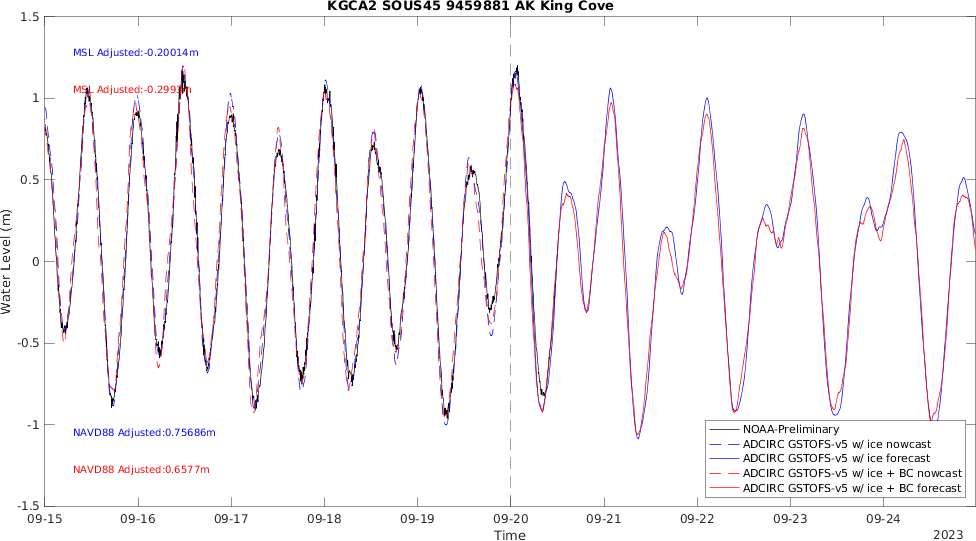 KGCA2 SOUS45 9459881 AK King Cove
1.5
1
0.5
0
-0.5
-1
-1.5
Water Level (m)
MSL Adjusted:-0.20014m
MSL
NAVD88 Adjusted:0.75686m
NAVD88 Adjusted:0.6577m
NOAA-Preliminary
ADCIRC GSTOFS-v5 w/ ice nowcast
ADCIRC GSTOFS-v5 w/ ice forecast
ADCIRC GSTOFS-v5 w/ ice + BC nowcast
ADCIRC GSTOFS-v5 w/ ice + BC forecast
09-15 09-16 09-17 09-18 09-19 09-20 09-21 09-22 09-23 09-24
Time
2023